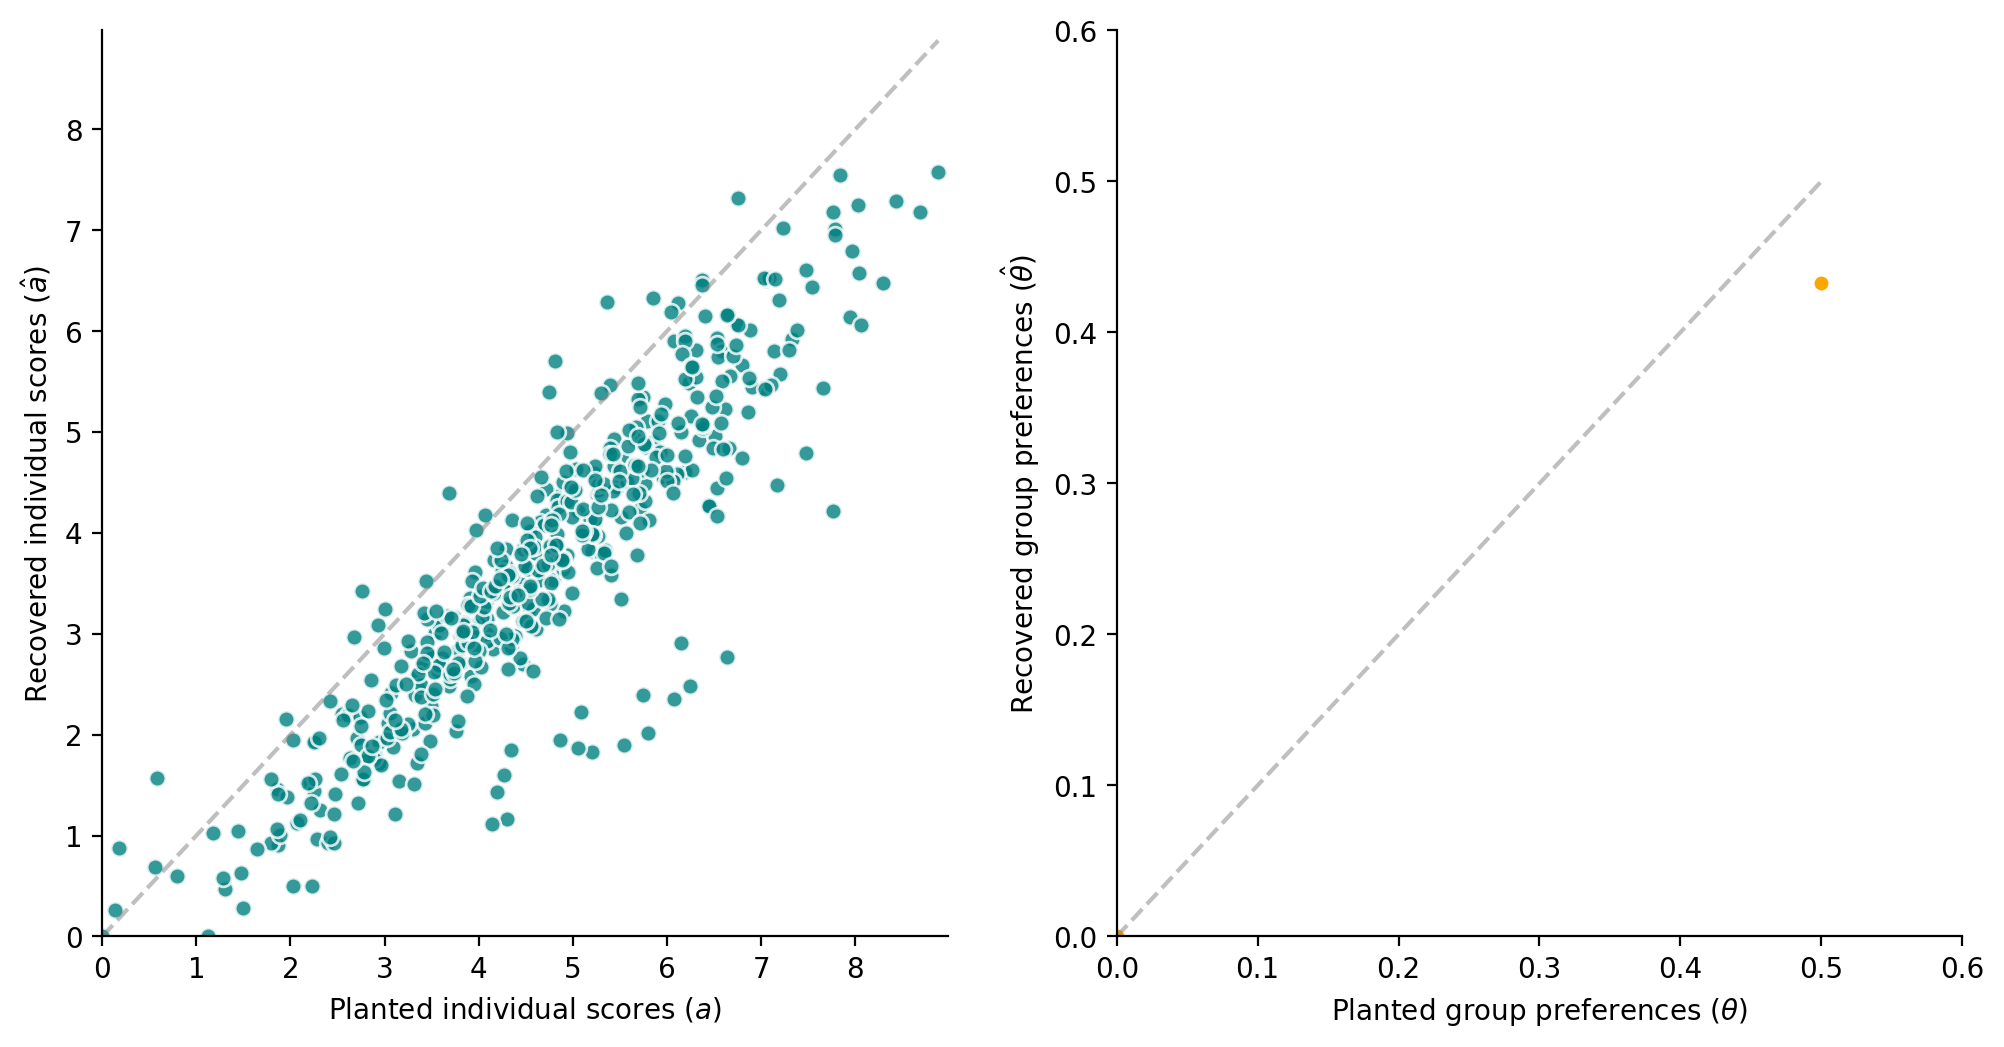 8
7
6
5
4
3
2
1
0
0 1 2 3 4 5 6 7 8
Planted individual scores (a)
Recovered individual scores (â)
0.6
0.5
0.4
0.3
0.2
0.1
0.0
0.0 0.1 0.2 0.3 0.4 0.5 0.6
Planted group preferences (θ)
Recovered group preferences (θ̂)